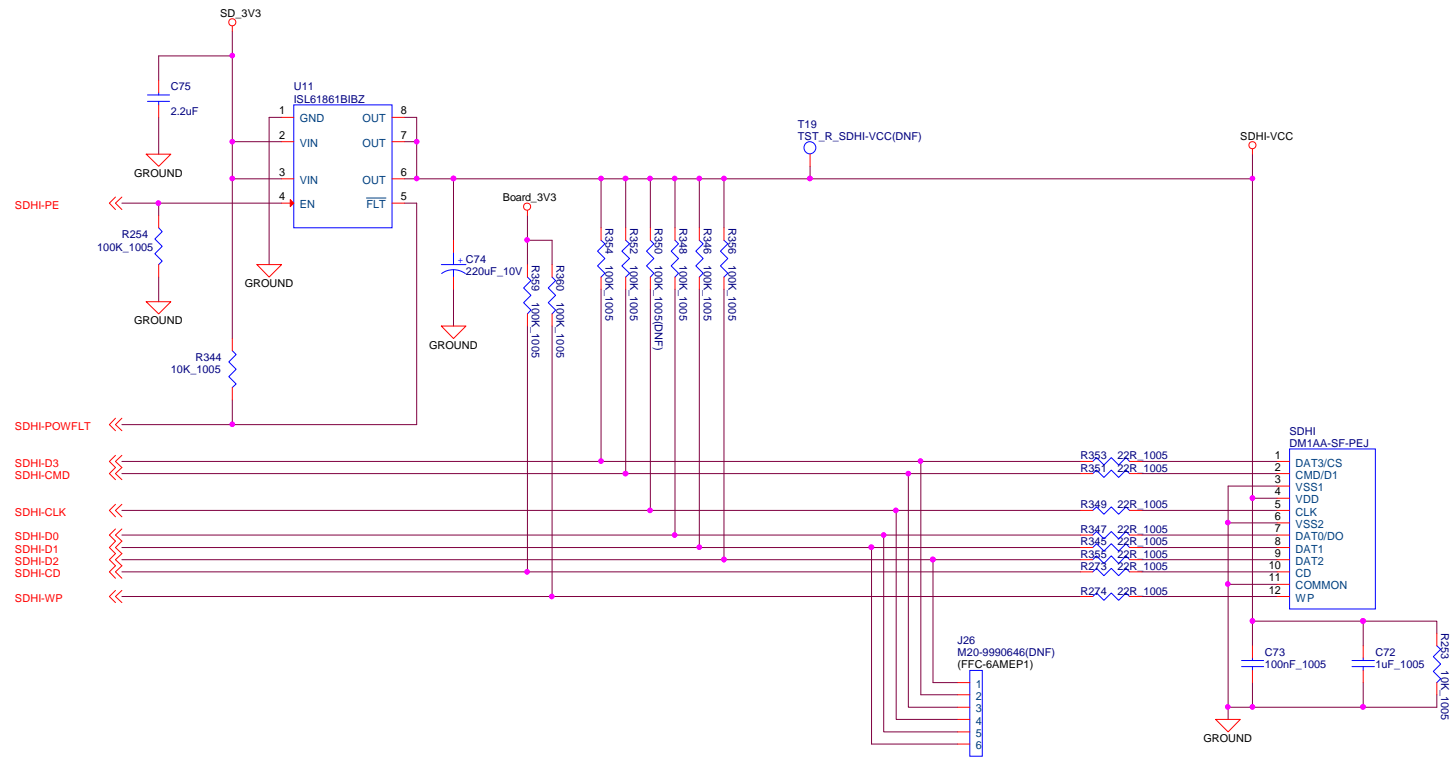 SD_3V3
C75
2.2uF
GROUND
U11
ISL61861BIBZ
1 GND OUT 8
2 VIN OUT 7
3 VIN OUT 6
4 EN FLT 5
SDHI-PE
R254
100K_1005
GROUND
GROUND
R344
10K_1005
SDHI-POWFLT
C74
+
220uF_10V
GROUND
Board_3V3
R359 100K_1005
R360 100K_1005
R354 100K_1005
R352 100K_1005
R350 100K_1005(DNF)
R348 100K_1005
R346 100K_1005
R356 100K_1005
T19
TST_R_SDHI-VCC(DNF)
SDHI-VCC
SDHI-D3
SDHI-CMD
SDHI-CLK
SDHI-D0
SDHI-D1
SDHI-D2
SDHI-CD
SDHI-WP
R353 22R_1005
R351 22R_1005
R349 22R_1005
R347 22R_1005
R345 22R_1005
R355 22R_1005
R273 22R_1005
R274 22R_1005
SDHI
DM1AA-SF-PEJ
1 DAT3/CS
2 CMD/D1
3 VSS1
4 VDD
5 CLK
6 VSS2
7 DAT0/DO
8 DAT1
9 DAT2
10 CD
11 COMMON
12 WP
J26
M20-9990646(DNF)
(FFC-6AMEP1)
1
2
3
4
5
6
C73
100nF_1005
C72
1uF_1005
R253 10K_1005
GROUND